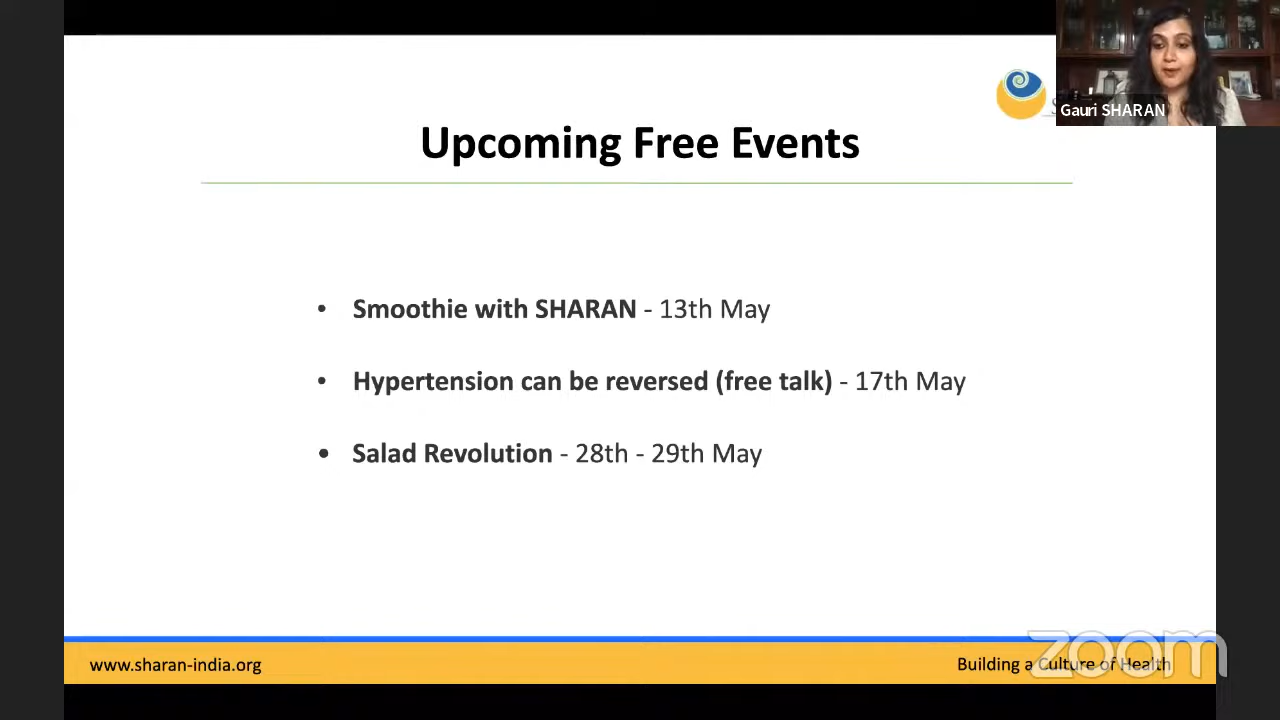 Gauri SHARAN
Upcoming Free Events
• Smoothie with SHARAN - 13th May
• Hypertension can be reversed (free talk) - 17th May
• Salad Revolution - 28th - 29th May
www.sharan-india.org
Building a Culture of Health
zoom